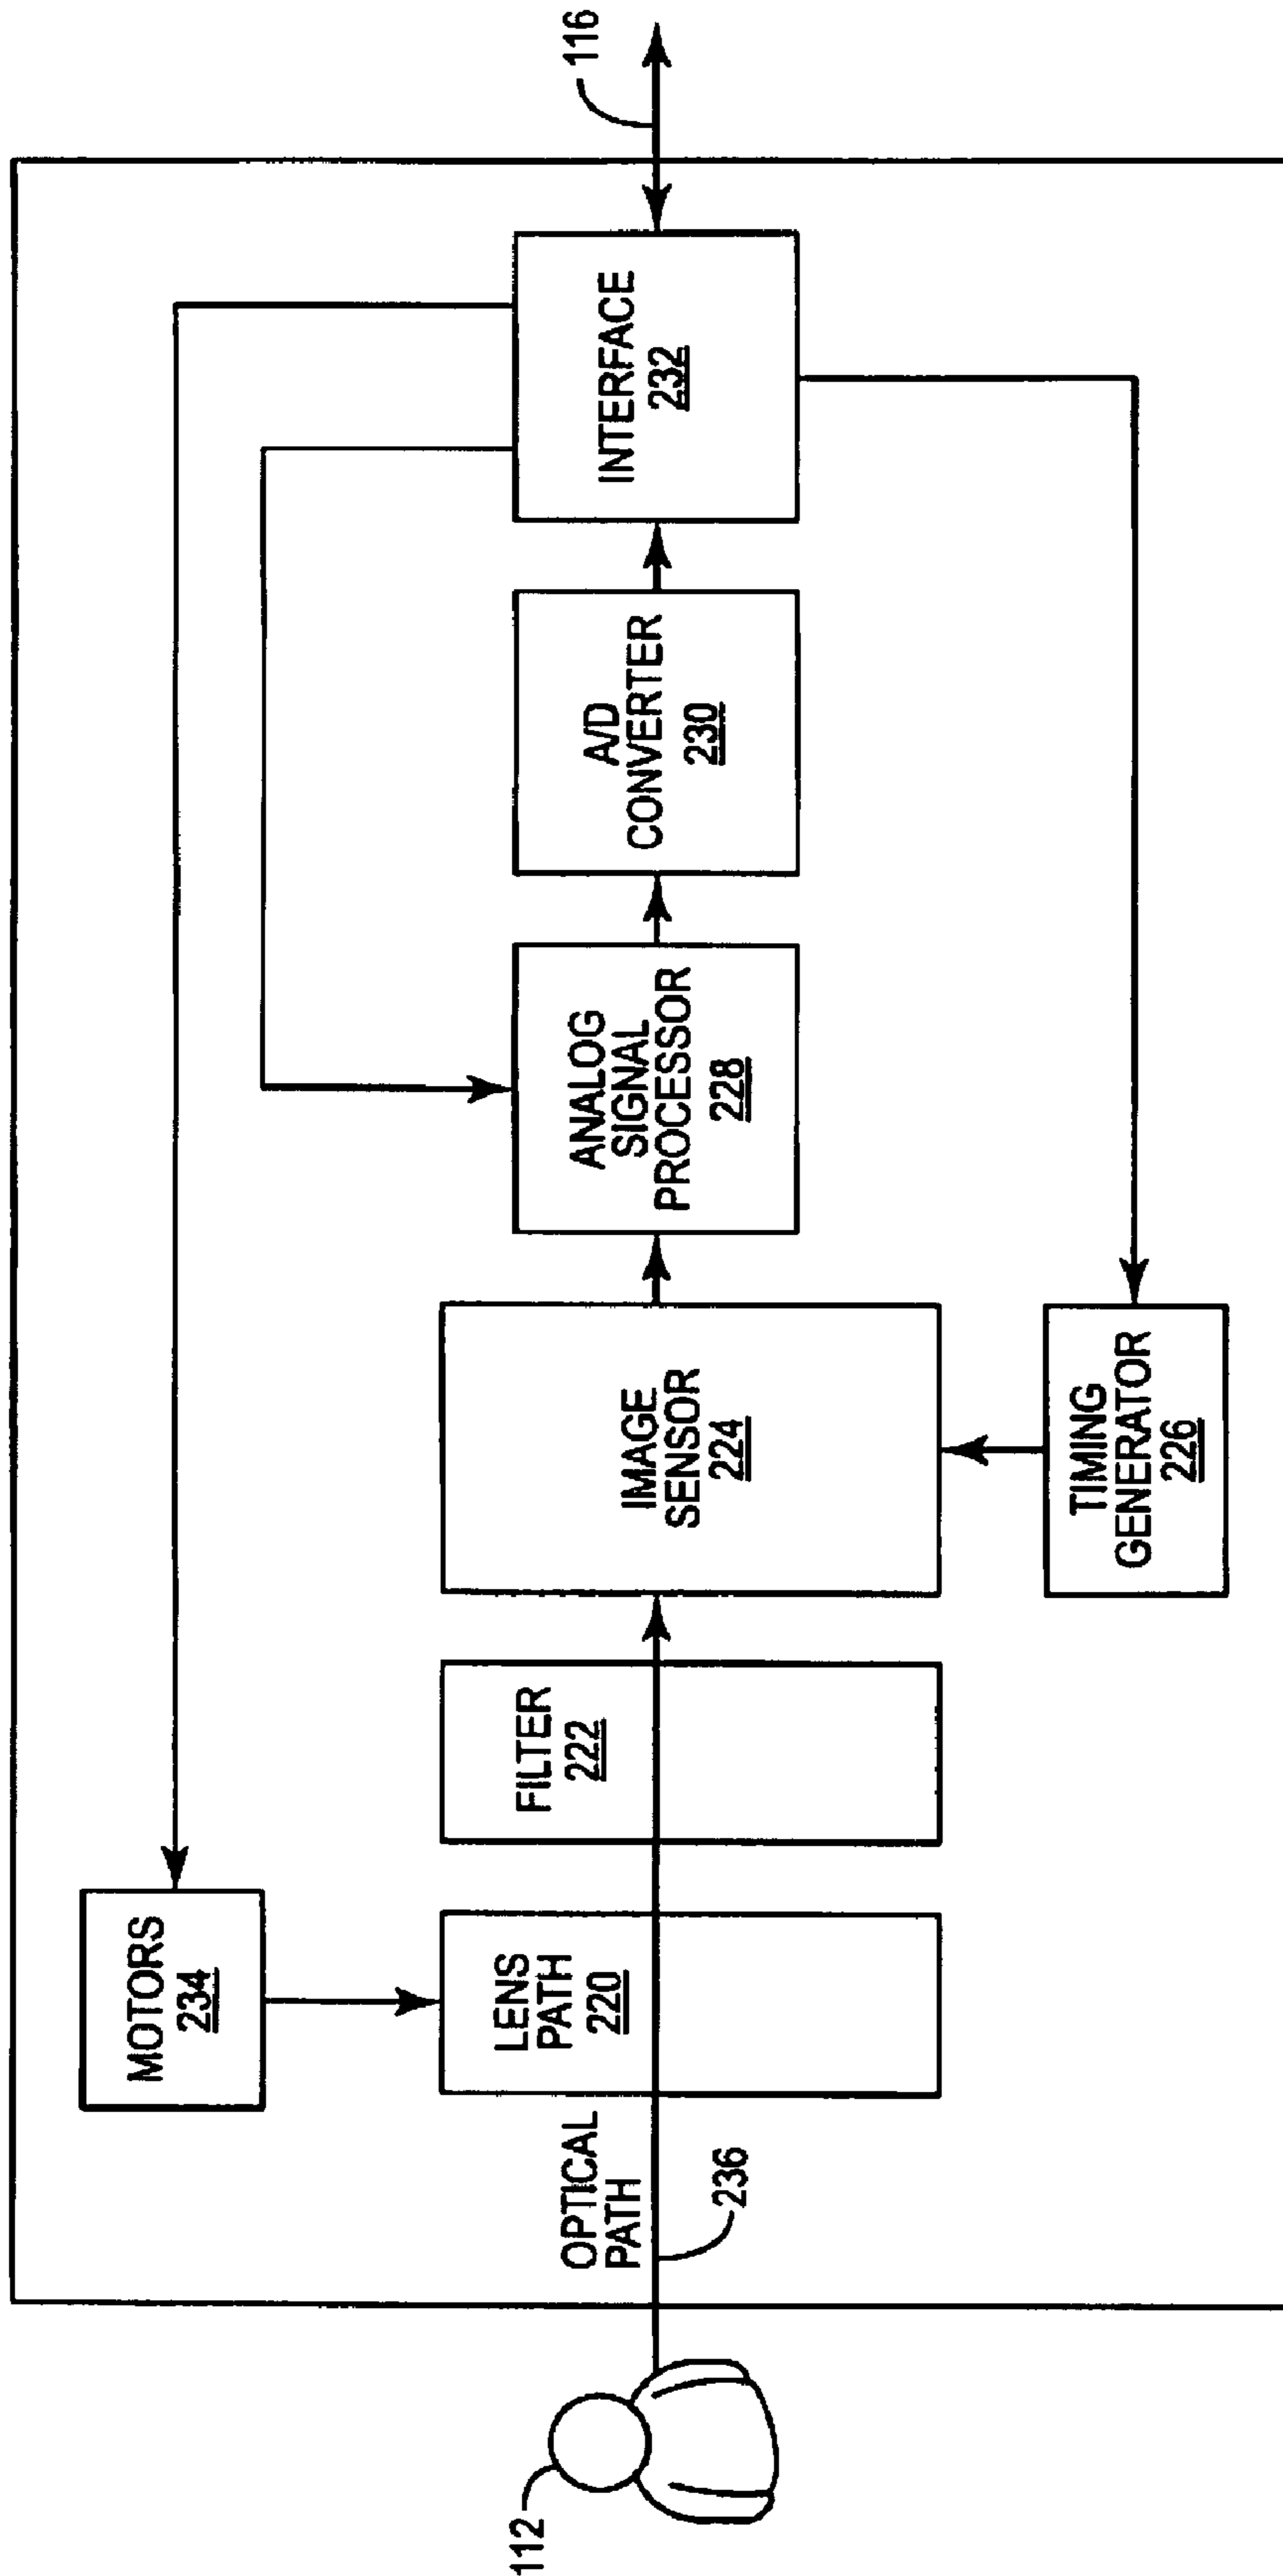 112
OPTICAL
PATH
236
MOTORS
234
LENS
PATH
220
FILTER
222
IMAGE
SENSOR
224
TIMING
GENERATOR
226
ANALOG
SIGNAL
PROCESSOR
228
A/D
CONVERTER
230
INTERFACE
232
116